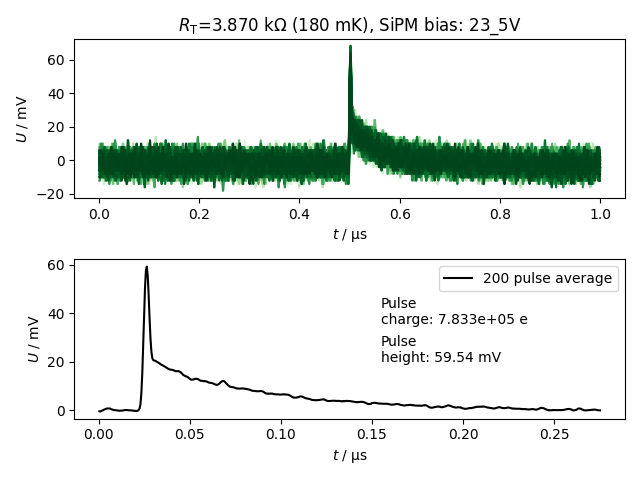 R_T=3.870 kΩ (180 mK), SiPM bias: 23_5V
60
40
20
0
−20
U / mV
0.0 0.2 0.4 0.6 0.8 1.0
t / µs
60
40
20
0
U / mV
200 pulse average
Pulse
charge: 7.833e+05 e
Pulse
height: 59.54 mV
0.00 0.05 0.10 0.15 0.20 0.25
t / µs